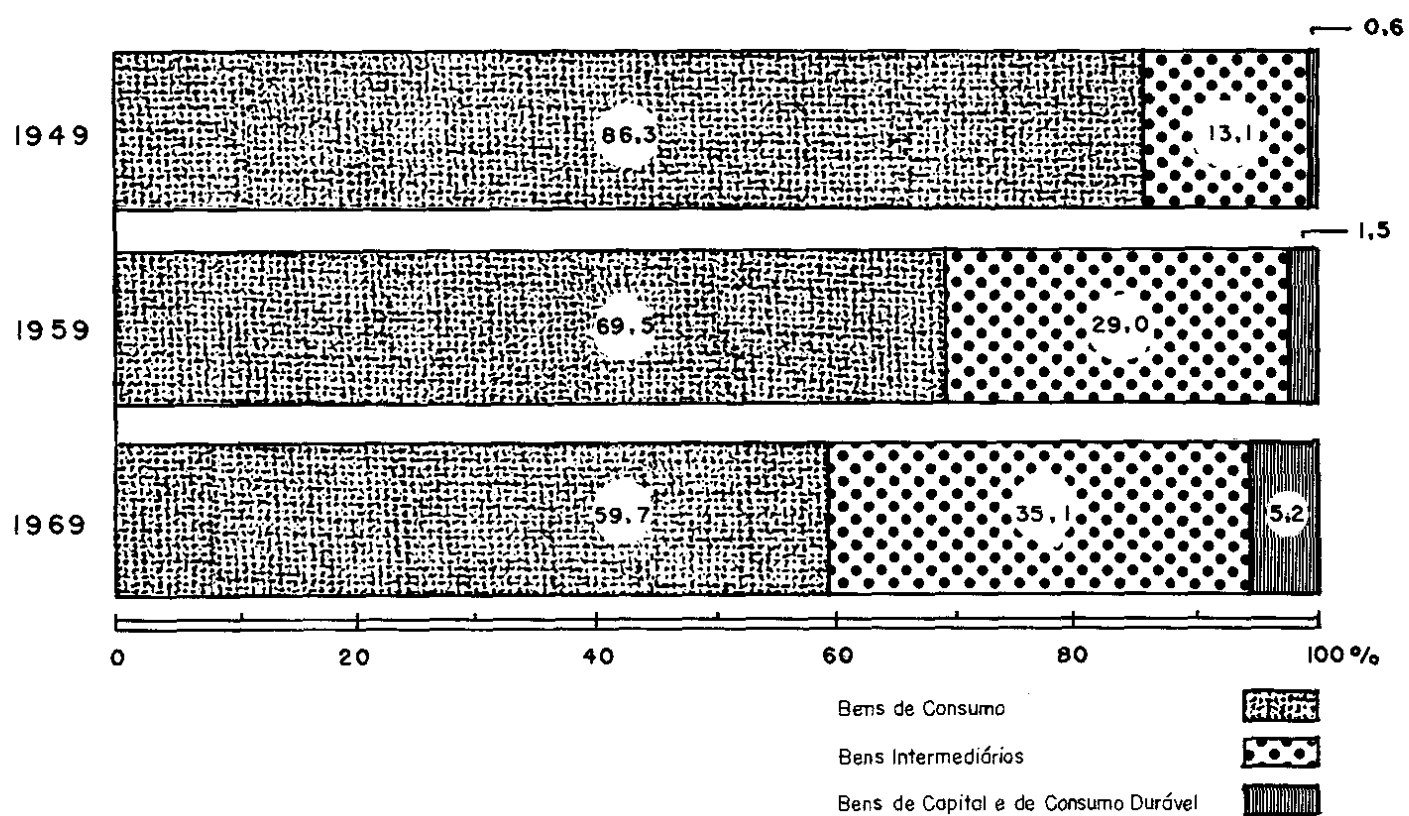 0,6
1949 86,3 13,1
1,5
1959 69,5 29,0
1969 59,7 35,1 5,2
0 20 40 60 80 100%
Bens de Consumo
Bens Intermediários
Bens de Capital e de Consumo Durável